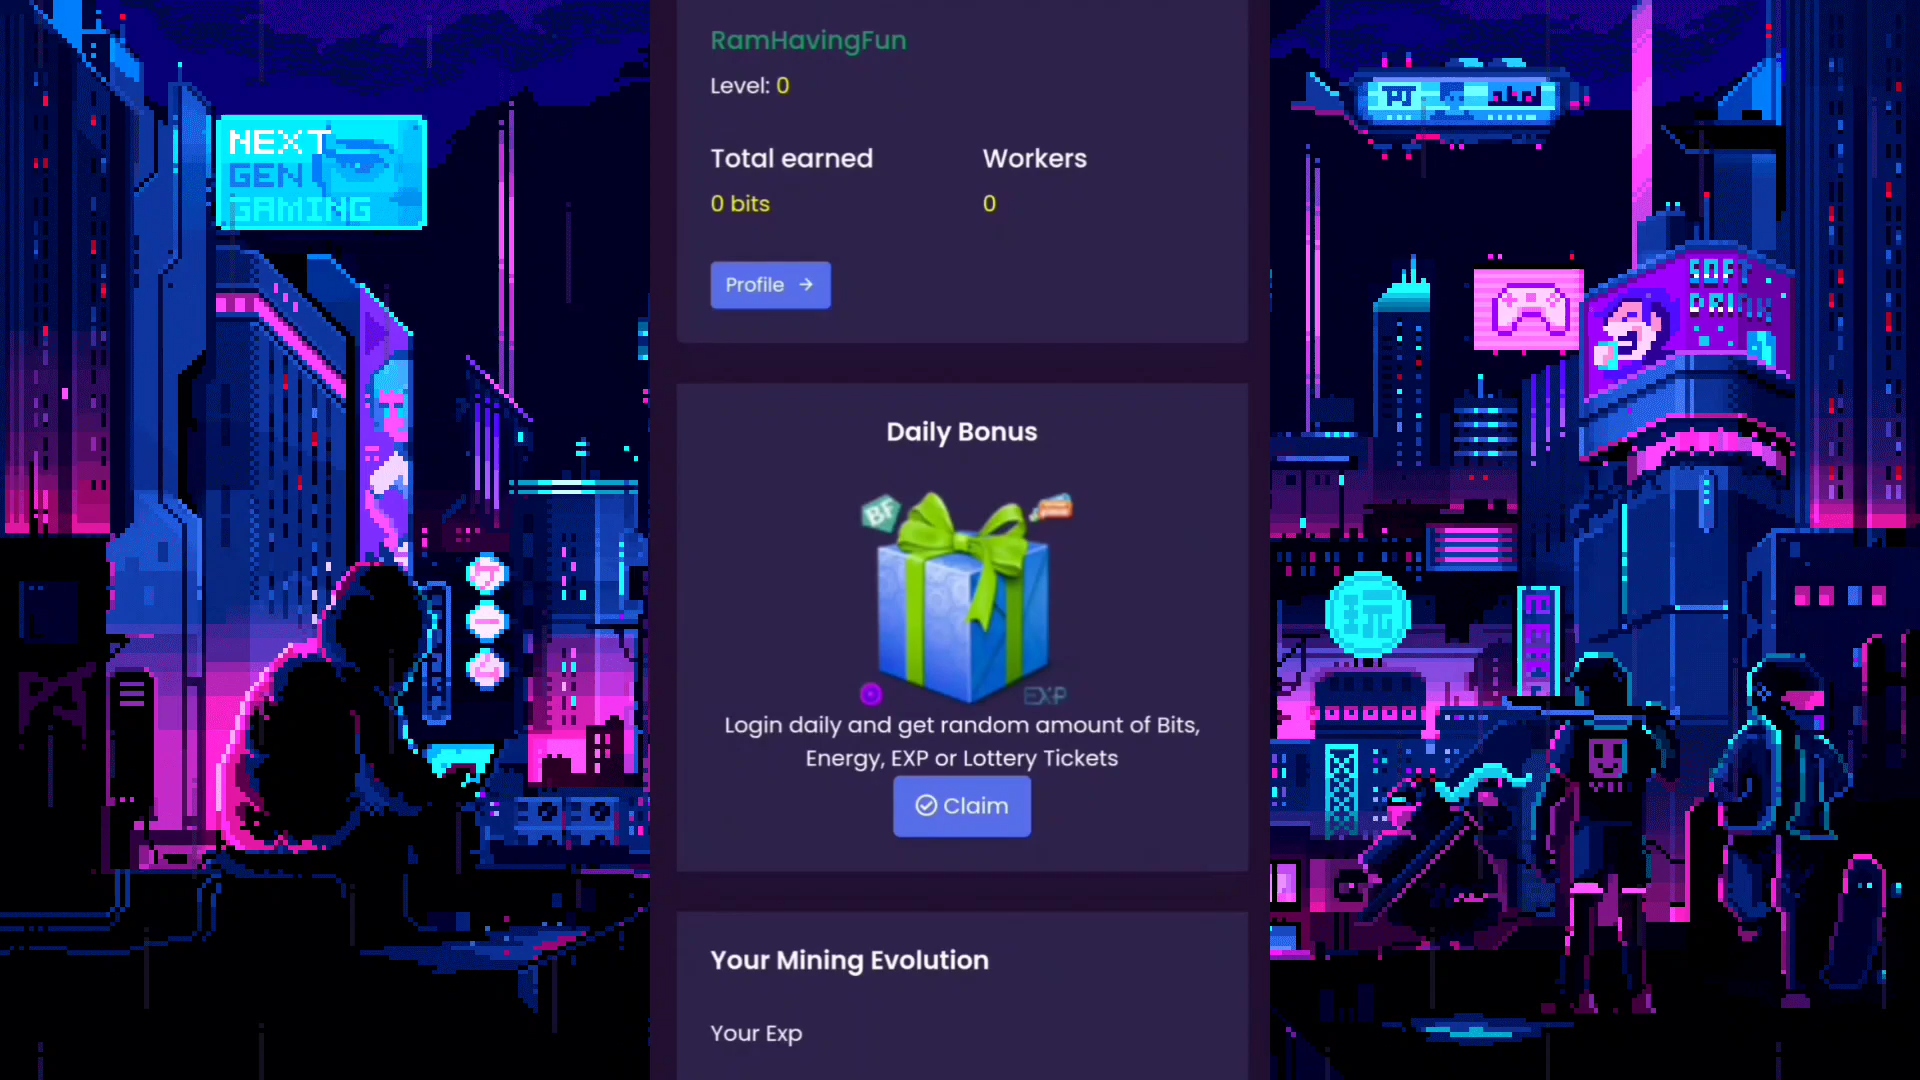 NEXT
GEN
GAMING
RamHavingFun
Level: 0
Total earned
Workers
0 bits
0
Profile
Daily Bonus
BF
EXP
Login daily and get random amount of Bits,
Energy, EXP or Lottery Tickets
Claim
Your Mining Evolution
Your Exp
SOFT
DRINK